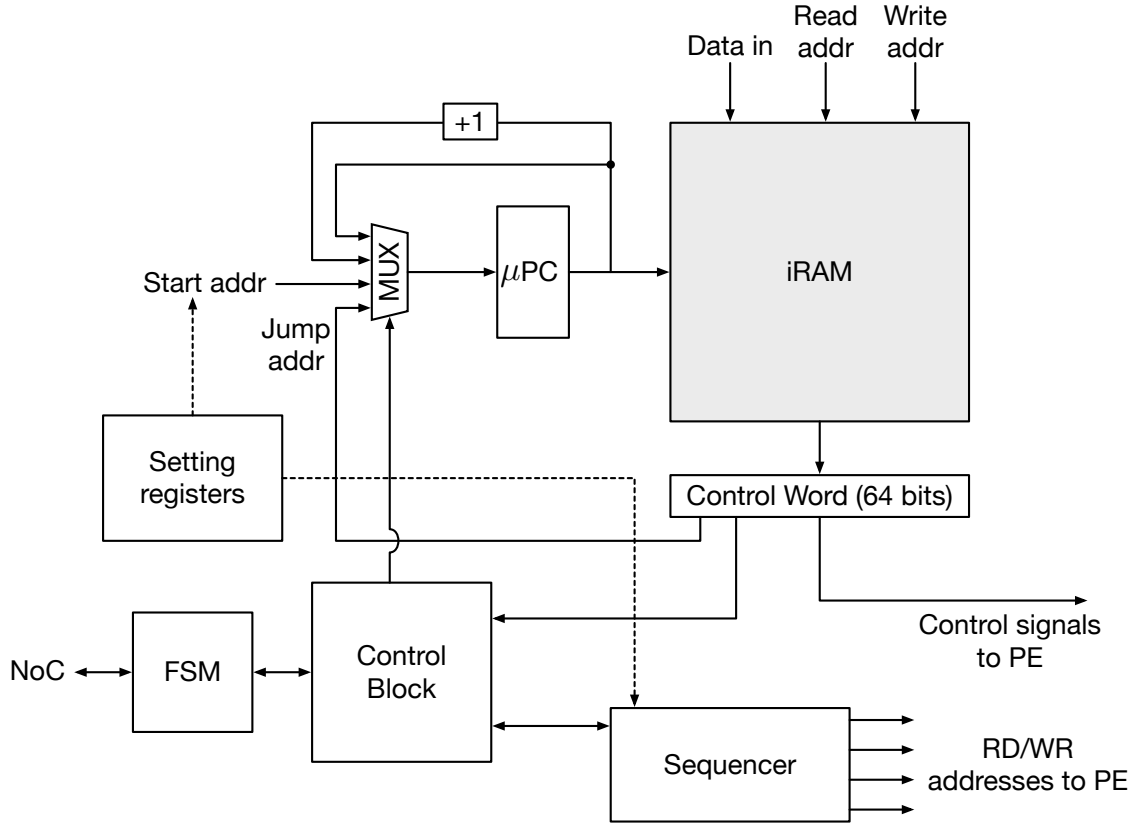 Data in
Read
addr
Write
addr
+1
MUX
μPC
iRAM
Start addr
Jump
addr
Setting
registers
Control Word (64 bits)
Control signals
to PE
NoC
FSM
Control
Block
Sequencer
RD/WR
addresses to PE